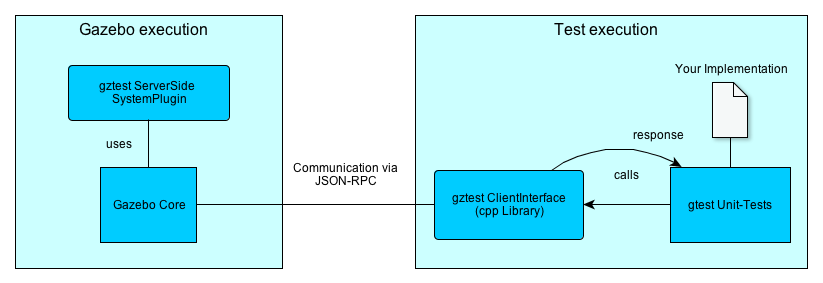 Gazebo execution
gztest ServerSide
SystemPlugin
uses
Gazebo Core
Communication via
JSON-RPC
Test execution
Your Implementation
response
calls
gztest ClientInterface
(cpp Library)
gtest Unit-Tests